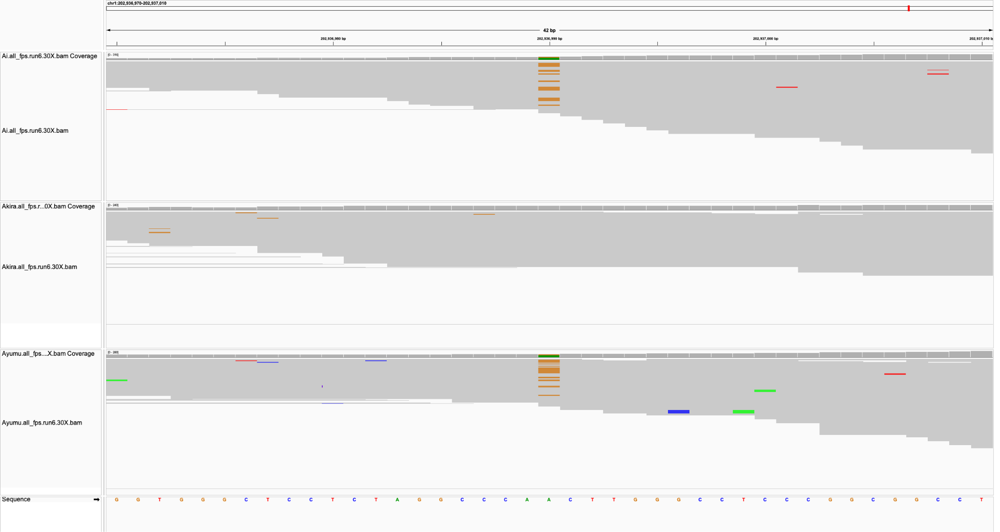 chr1:202,936,970-202,937,010
42 bp
202,936,980 bp 202,936,990 bp 202,937,000 bp 202,937,010 bp
Ai.all_fps.run6.30X.bam Coverage
[0 - 316]
Ai.all_fps.run6.30X.bam
Akira.all_fps.r...0X.bam Coverage
[0 - 240]
Akira.all_fps.run6.30X.bam
Ayumu.all_fps....X.bam Coverage
[0 - 280]
Ayumu.all_fps.run6.30X.bam
Sequence
G G T G G G C T C C T C T A G G C C C A A C T T G G G C C T C C C G G C G G C C T